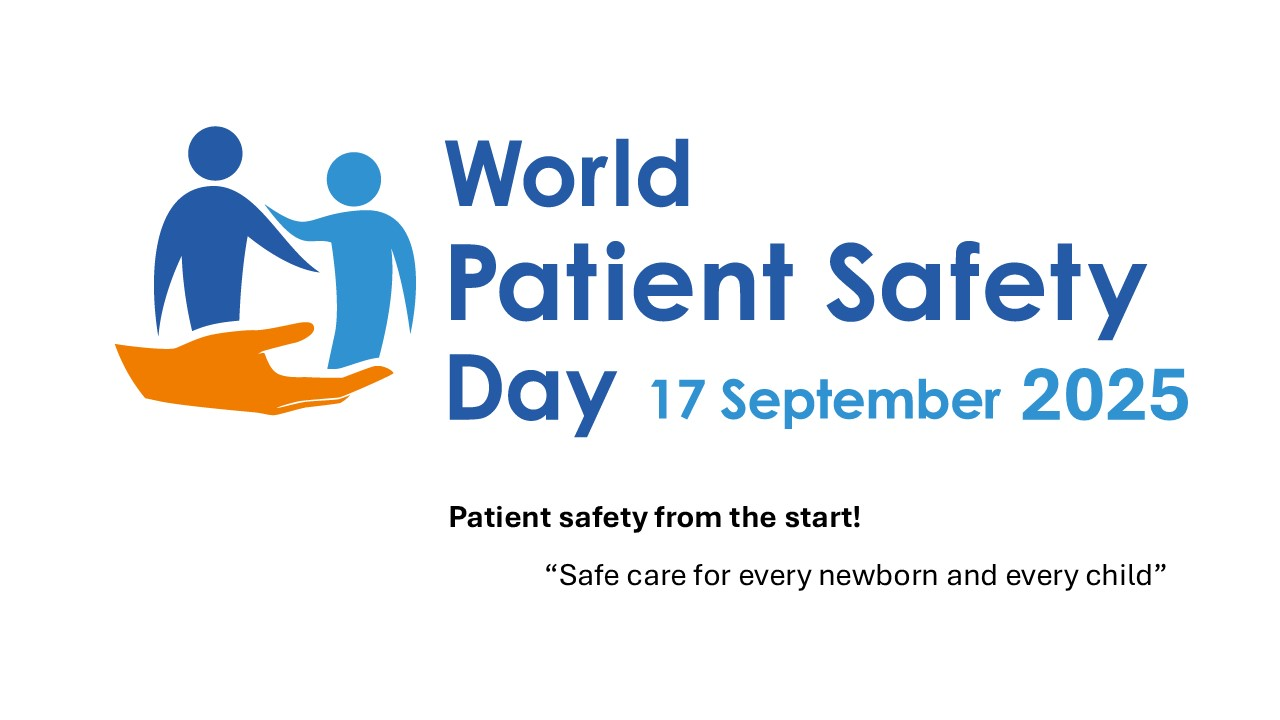 World
Patient Safety
Day 17 September 2025
Patient safety from the start!
“Safe care for every newborn and every child”